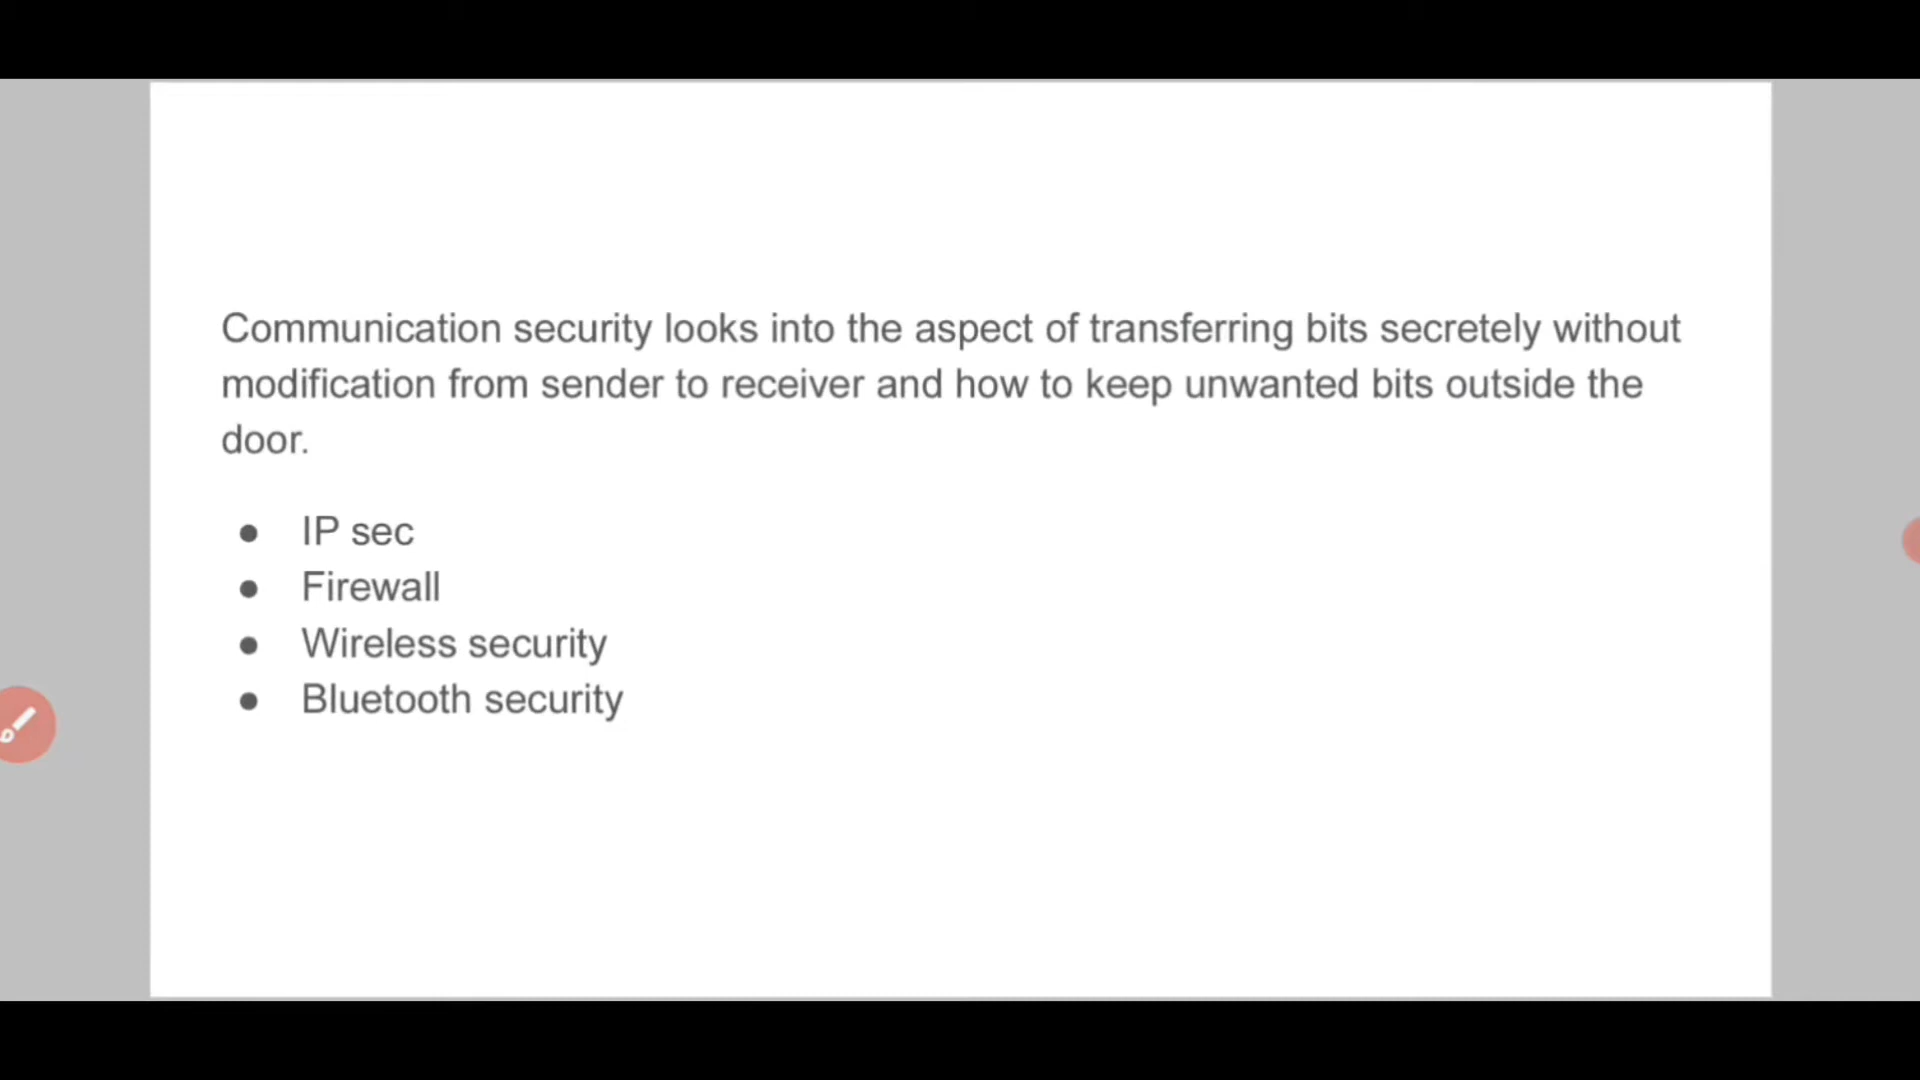 Communication security looks into the aspect of transferring bits secretely without
modification from sender to receiver and how to keep unwanted bits outside the
door.
● IP sec
● Firewall
● Wireless security
● Bluetooth security